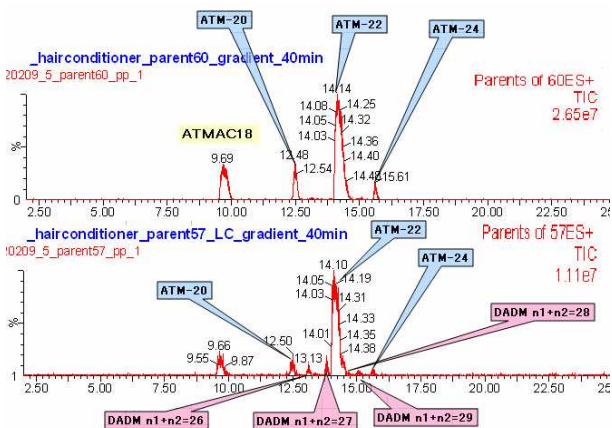 ATM-20
ATM-22
ATM-24
_hairconditioner_parent60_gradient_40min
20209_5_parent60_pp_1
Parents of 60ES+
TIC
2.65e7
ATMAC18
9.69
12.48
12.54
14.14
14.08
14.25
14.05
14.32
14.03
14.36
14.40
15.61
%
0
2.50
5.00
7.50
10.00
12.50
15.00
17.50
20.00
22.50
25.0
_hairconditioner_parent57_LC_gradient_40min
20209_5_parent57_pp_1
ATM-22
Parents of 57ES+
TIC
1.11e7
ATM-20
ATM-24
14.10
14.05
14.19
14.03
14.31
14.33
14.01
14.35
14.38
9.66
9.55
9.87
12.50
13.13
DADM n1+n2=28
%
1
2.50
5.00
7.50
10.00
12.50
15.00
17.50
20.00
22.50
25.0
DADM n1+n2=26
DADM n1+n2=27
DADM n1+n2=29